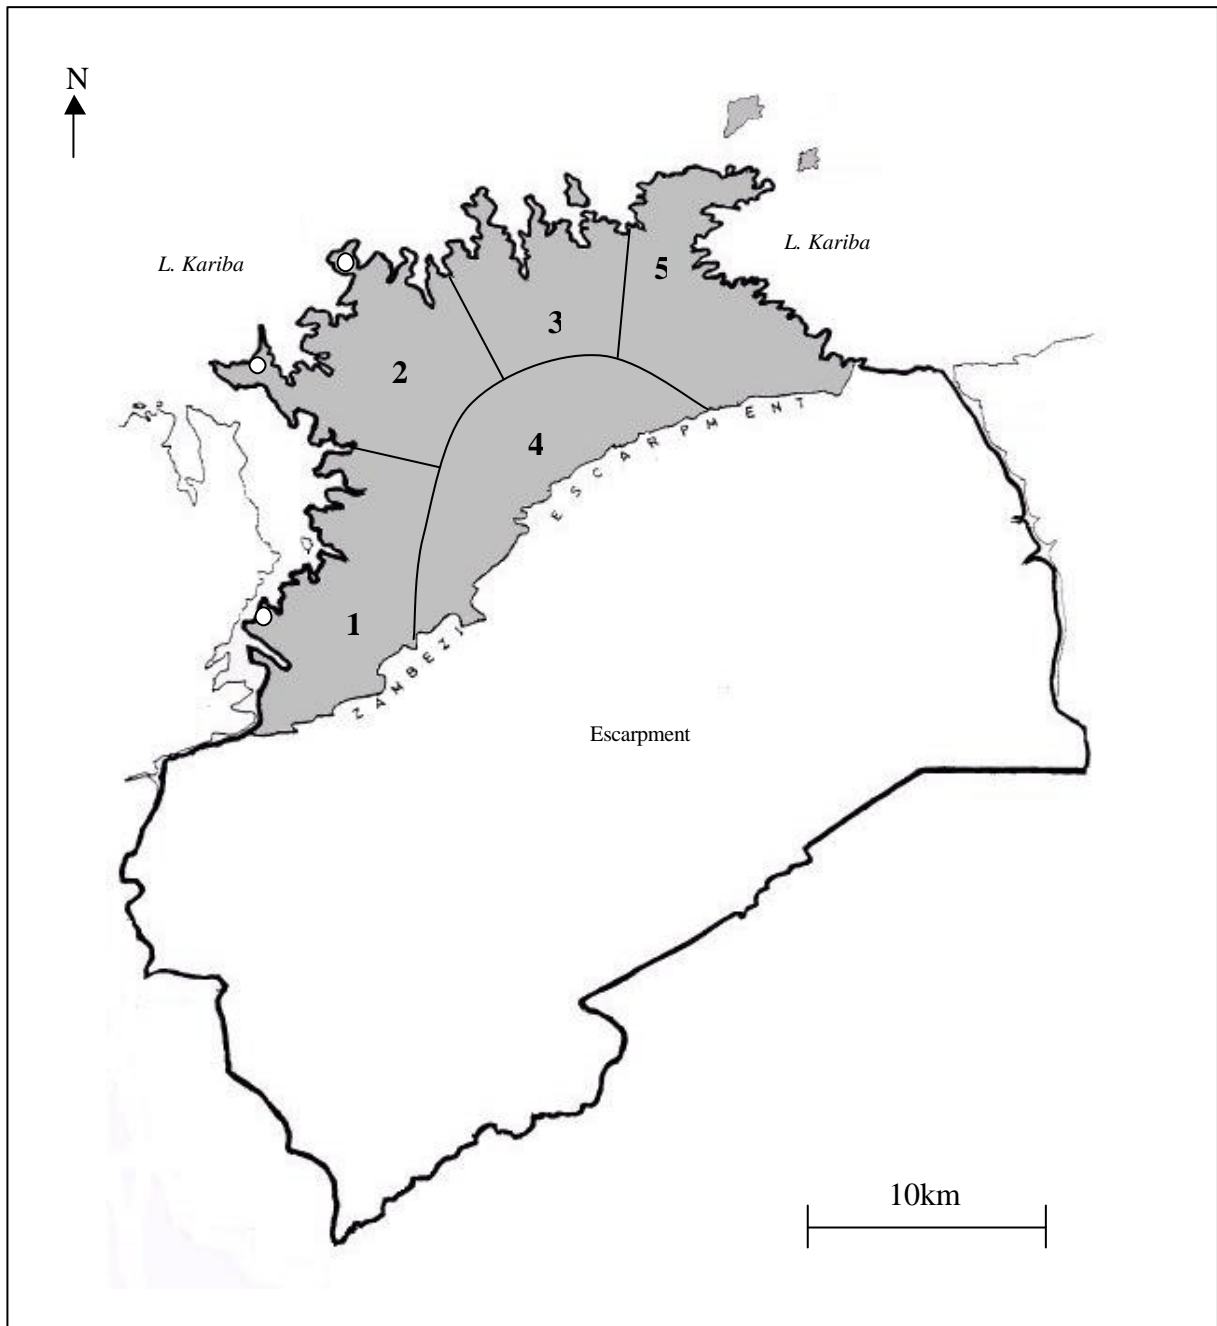 N
L. Kariba
L. Kariba
5
3
2
4
ESCARPMENT
1
ZAMBEZI
Escarpment
10km